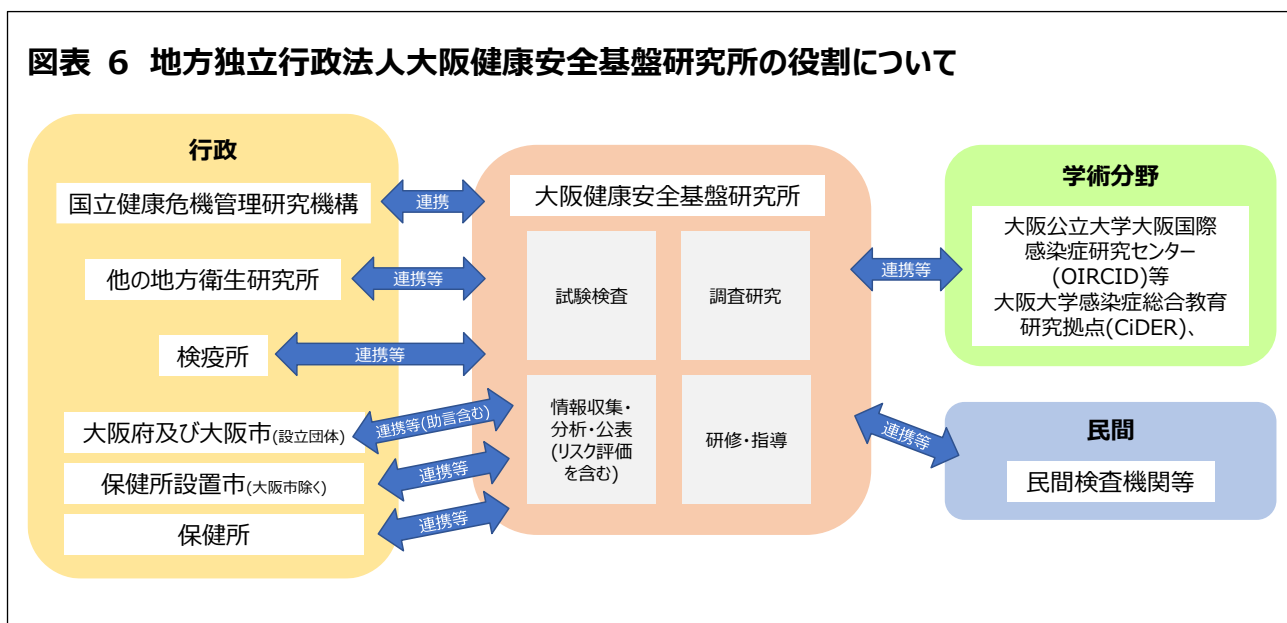 図表 6 地方独立行政法人大阪健康安全基盤研究所の役割について
行政
国立健康危機管理研究機構
連携
他の地方衛生研究所
連携等
検疫所
連携等
大阪府及び大阪市(設立団体)
連携等(助言含む)
保健所設置市(大阪市除く)
連携等
保健所
連携等
大阪健康安全基盤研究所
試験検査
調査研究
情報収集・
分析・公表
(リスク評価
を含む)
研修・指導
連携等
学術分野
大阪公立大学大阪国際
感染症研究センター
(OIRCID)等
大阪大学感染症総合教育
研究拠点(CiDER)、
連携等
民間
民間検査機関等